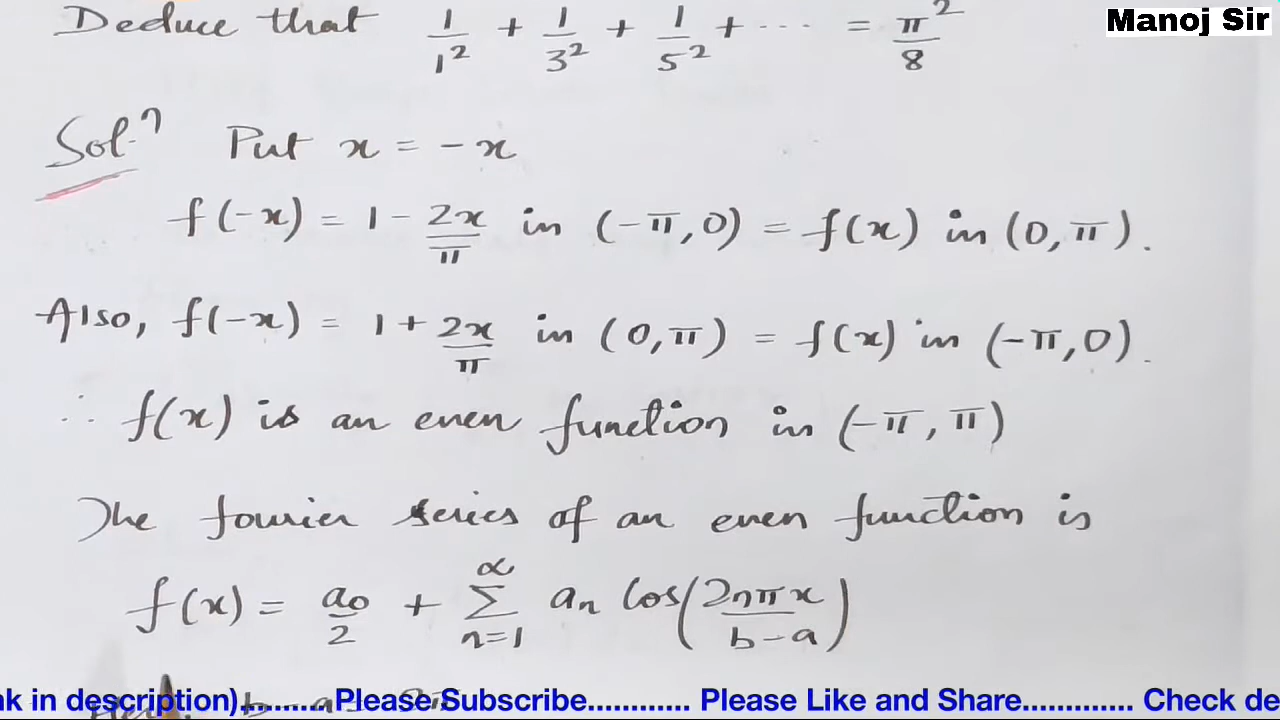 Manoj Sir
Deduce that 1/1² + 1/3² + 1/5² + ... = π²/8
Sol.ⁿ Put x = -x
f(-x) = 1 - 2x/π in (-π, 0) = f(x) in (0, π).
Also, f(-x) = 1 + 2x/π in (0, π) = f(x) in (-π, 0).
∴ f(x) is an even function in (-π, π)
The fourier series of an even function is
f(x) = a₀/2 + ∑ₙ₌₁^∞ aₙ Cos(2nπx/(b-a))
b - a =
nk in description)......... Please Subscribe............ Please Like and Share............. Check de